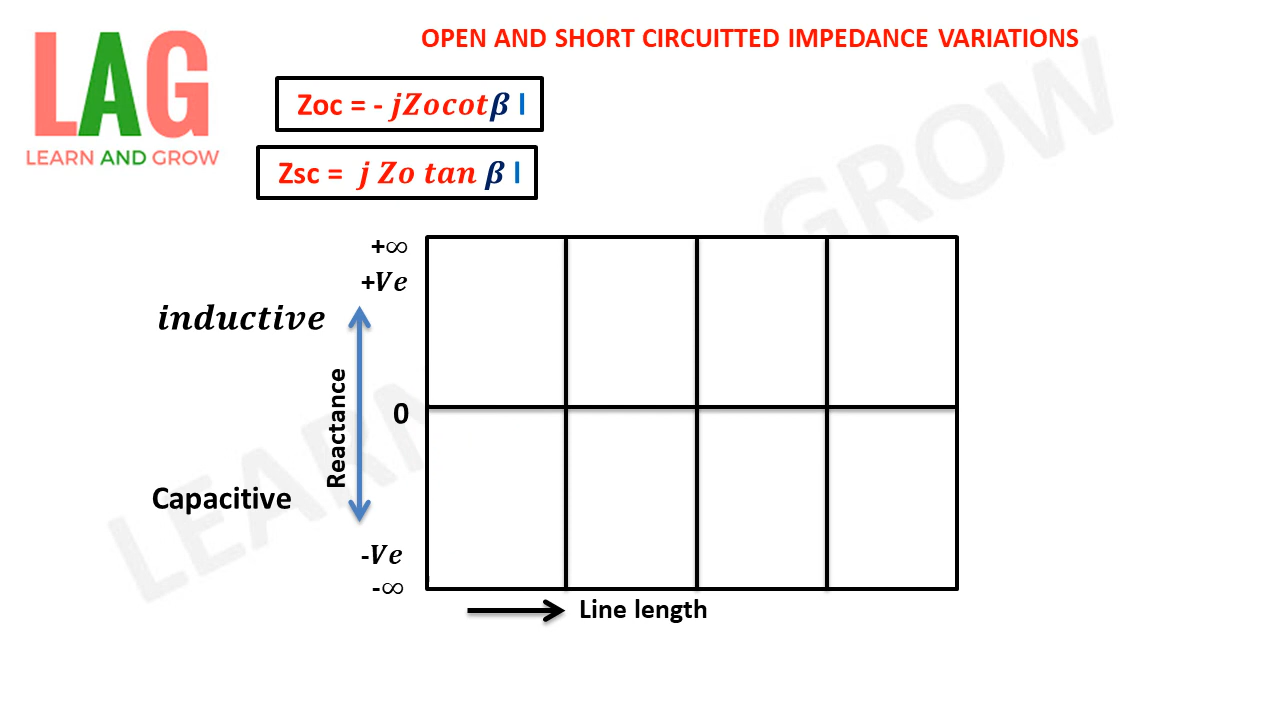 LAG
LEARN AND GROW
OPEN AND SHORT CIRCUITTED IMPEDANCE VARIATIONS
Zoc = - jZocotβ l
Zsc = j Zo tan β l
+∞
+Ve
inductive
Reactance
0
Capacitive
-Ve
-∞
Line length
LEARN GROW